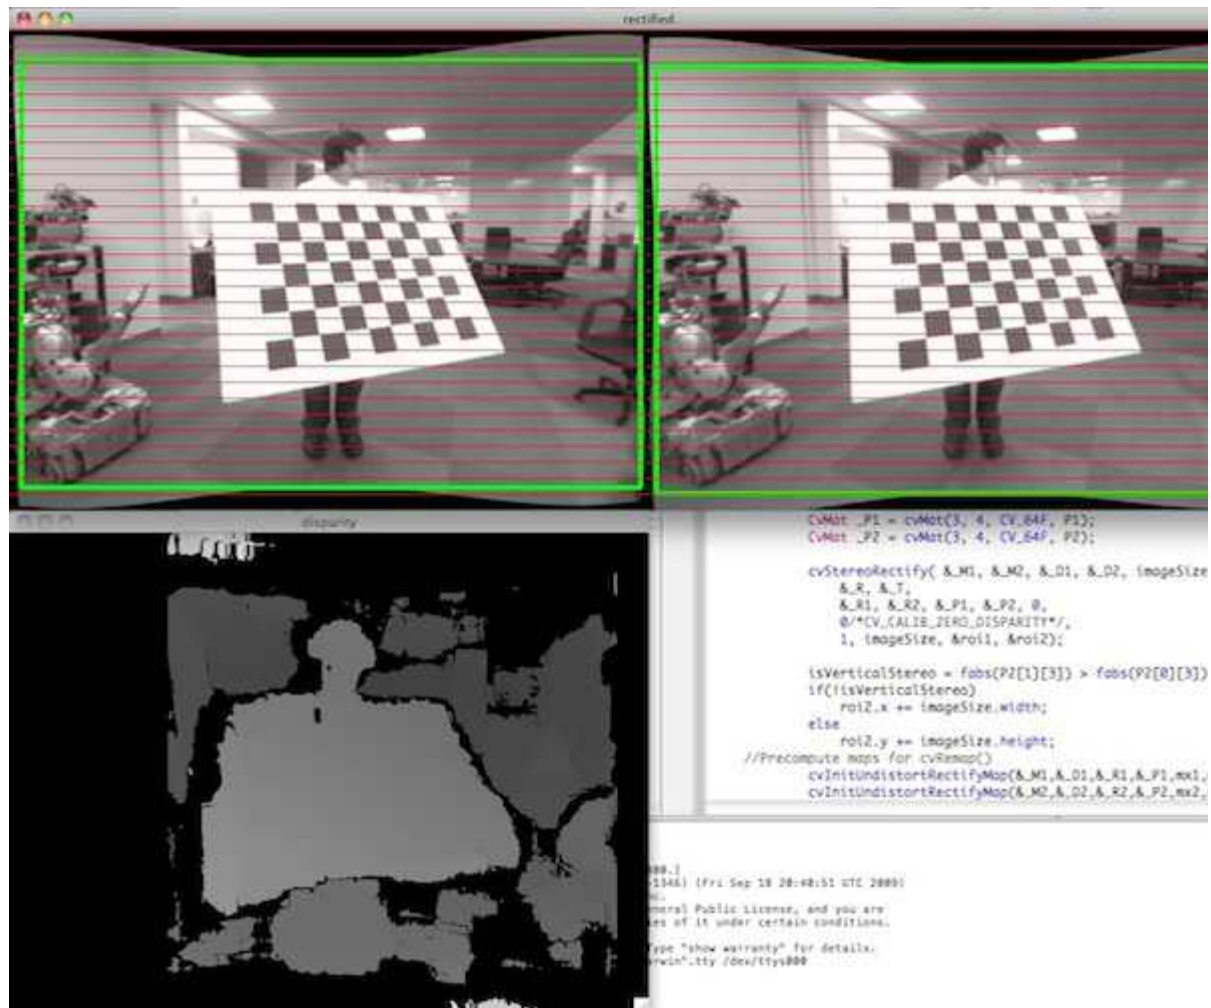 rectified
disparity
CvMat _P1 = cvMat(3, 4, CV_64F, P1);
CvMat _P2 = cvMat(3, 4, CV_64F, P2);
cvStereoRectify( &_M1, &_M2, &_D1, &_D2, imageSize
&_R, &_T,
&_R1, &_R2, &_P1, &_P2, 0,
0/*CV_CALIB_ZERO_DISPARITY*/,
1, imageSize, &roi1, &roi2);
isVerticalStereo = fabs(P2[1][3]) > fabs(P2[0][3])
if(!isVerticalStereo)
roi2.x += imageSize.width;
else
roi2.y += imageSize.height;
//Precompute maps for cvRemap()
cvInitUndistortRectifyMap(&_M1,&_D1,&_R1,&_P1,mx1,
cvInitUndistortRectifyMap(&_M2,&_D2,&_R2,&_P2,mx2,
(Fri Sep 18 20:40:51 UTC 2009)
neral Public License, and you are
es of it under certain conditions.
Type "show warranty" for details.
arwin".tty /dev/ttys000